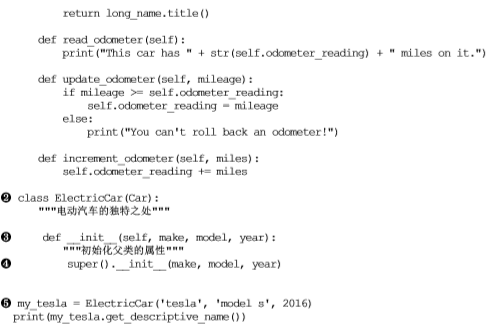 return long_name.title()
    def read_odometer(self):
        print("This car has " + str(self.odometer_reading) + " miles on it.")
    def update_odometer(self, mileage):
        if mileage >= self.odometer_reading:
            self.odometer_reading = mileage
        else:
            print("You can't roll back an odometer!")
    def increment_odometer(self, miles):
        self.odometer_reading += miles
❷ class ElectricCar(Car):
    """电动汽车的独特之处"""
❸     def __init__(self, make, model, year):
        """初始化父类的属性"""
❹         super().__init__(make, model, year)
❺ my_tesla = ElectricCar('tesla', 'model s', 2016)
print(my_tesla.get_descriptive_name())